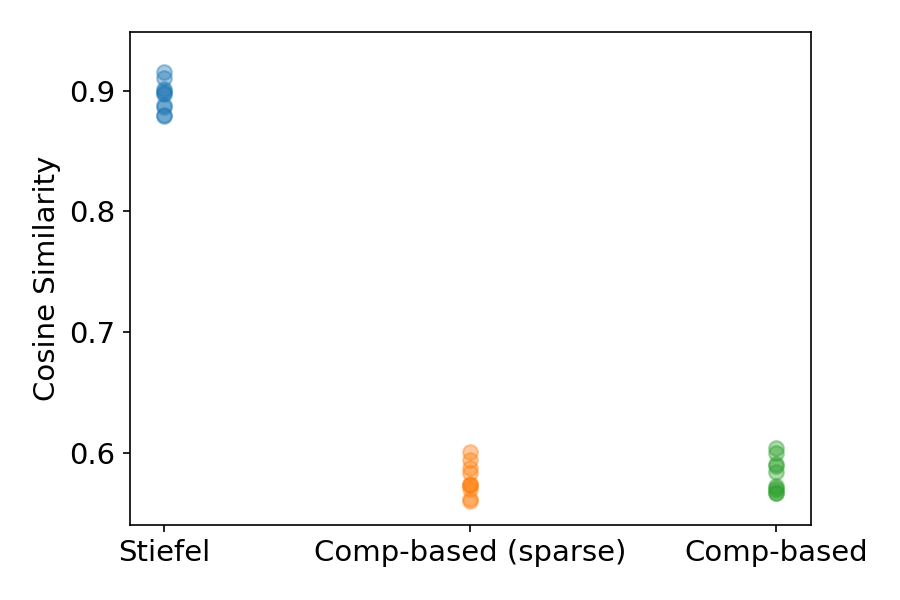 Cosine Similarity
0.9
0.8
0.7
0.6
Stiefel
Comp-based (sparse)
Comp-based